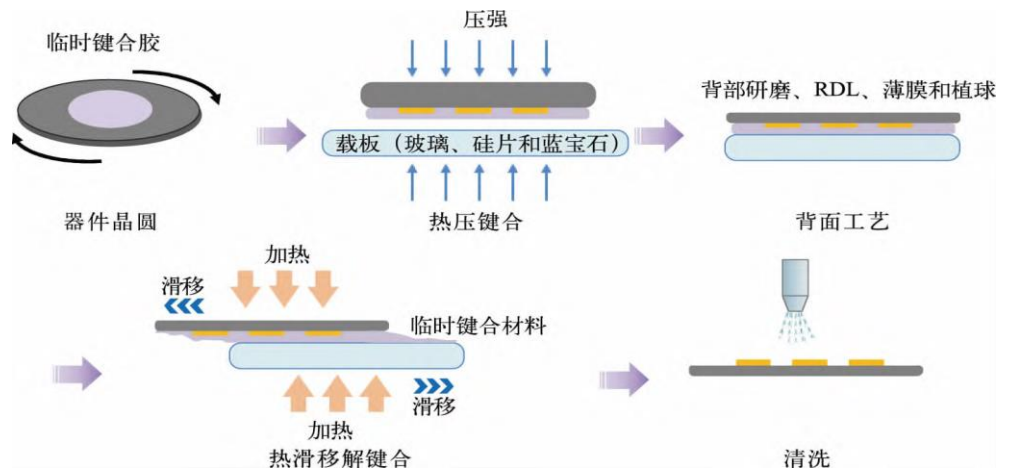 临时键合胶
器件晶圆
压强
载板（玻璃、硅片和蓝宝石）
热压键合
背部研磨、RDL、薄膜和植球
背面工艺
加热
滑移
临时键合材料
滑移
加热
热滑移解键合
清洗